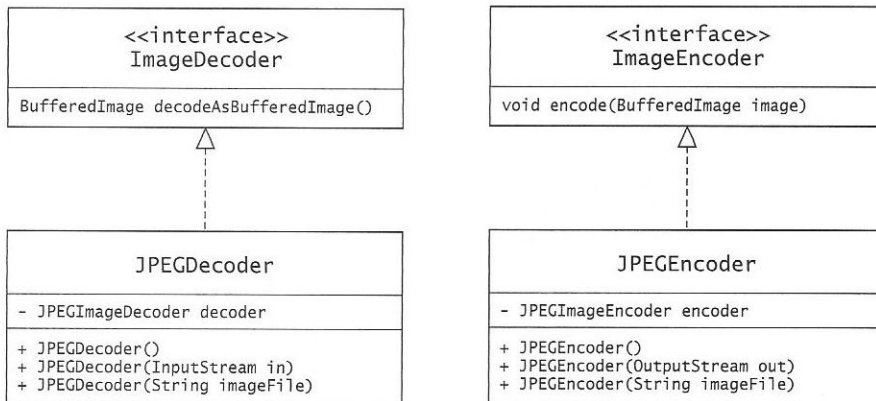 <<interface>>
ImageDecoder
BufferedImage decodeAsBufferedImage()
JPEGDecoder
- JPEGImageDecoder decoder
+ JPEGDecoder()
+ JPEGDecoder(InputStream in)
+ JPEGDecoder(String imageFile)
<<interface>>
ImageEncoder
void encode(BufferedImage image)
JPEGEncoder
- JPEGImageEncoder encoder
+ JPEGEncoder()
+ JPEGEncoder(OutputStream out)
+ JPEGEncoder(String imageFile)